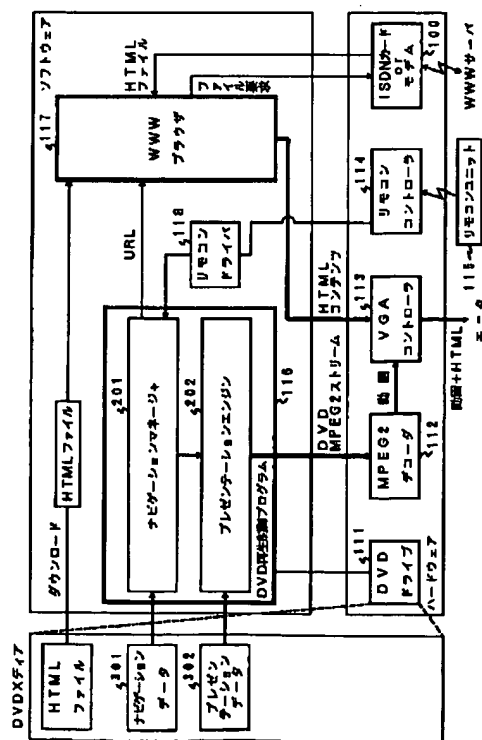 DVDメディア
HTML
ファイル
301
ナビゲーション
データ
302
プレゼン
テーション
データ
ソフトウェア
ダウンロード
HTMLファイル
201
ナビゲーションマネージャ
202
プレゼンテーションエンジン
DVD再生制御プログラム
116
URL
118
リモコン
ドライバ
117
WWW
ブラウザ
HTML
ファイル
ファイル要求
DVD
MPEG2ストリーム
HTML
コンテンツ
ハードウェア
111
DVD
ドライブ
MPEG2
デコーダ
112
動画
113
VGA
コントローラ
114
リモコン
コントローラ
ISDNカード
or
モデム
100
動画+HTML
モニタ
115
リモコンユニット
WWWサーバ